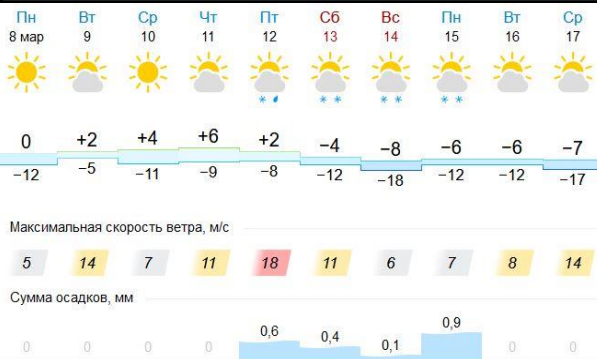 Пн Вт Ср Чт Пт Сб Вс Пн Вт Ср
8 мар 9 10 11 12 13 14 15 16 17
0 +2 +4 +6 +2 −4 −8 −6 −6 −7
−12 −5 −11 −9 −8 −12 −18 −12 −12 −17
Максимальная скорость ветра, м/с
5 14 7 11 18 11 6 7 8 14
Сумма осадков, мм
0 0 0 0 0,6 0,4 0,1 0,9 0 0